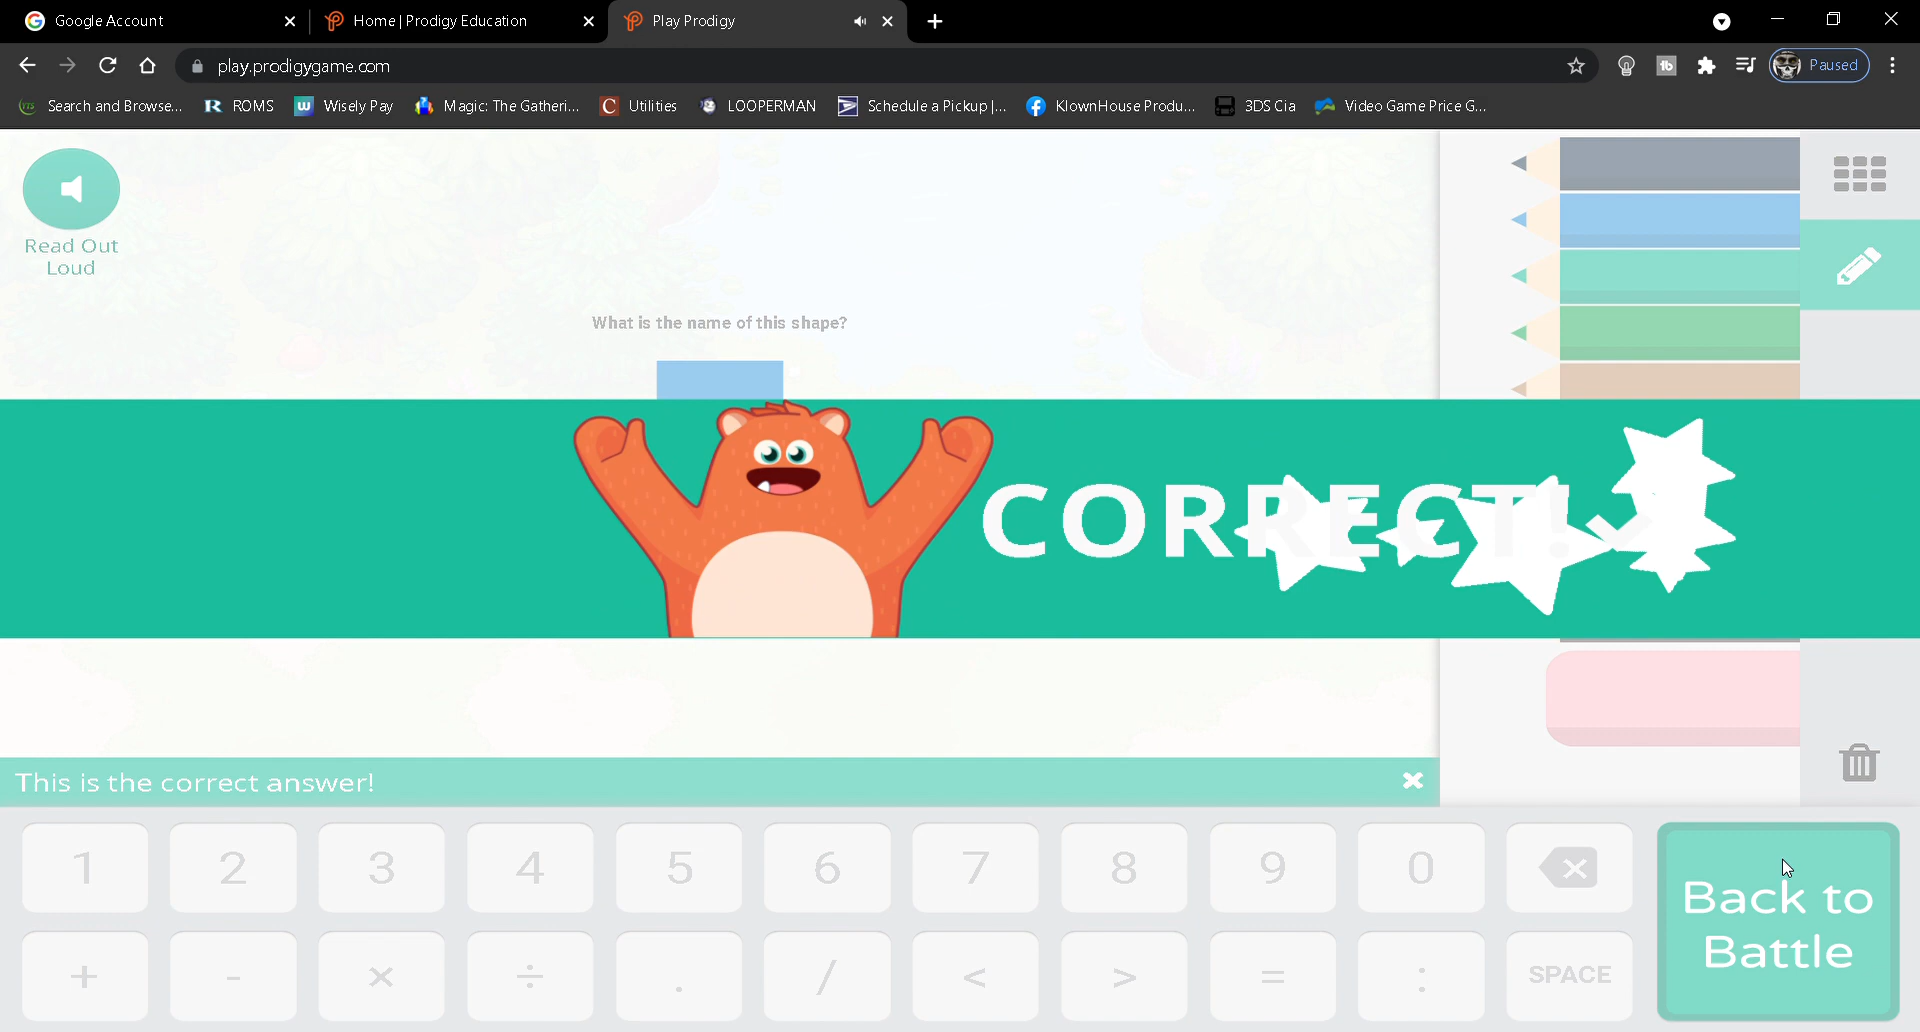 Google Account
Home | Prodigy Education
Play Prodigy
play.prodigygame.com
Paused
Search and Browse...
ROMS
Wisely Pay
Magic: The Gatheri...
Utilities
LOOPERMAN
Schedule a Pickup |...
KlownHouse Produ...
3DS Cia
Video Game Price G...
Read Out
Loud
What is the name of this shape?
CORRECT!
This is the correct answer!
1 2 3 4 5 6 7 8 9 0
+ - × ÷ . / < > = : SPACE
Back to
Battle